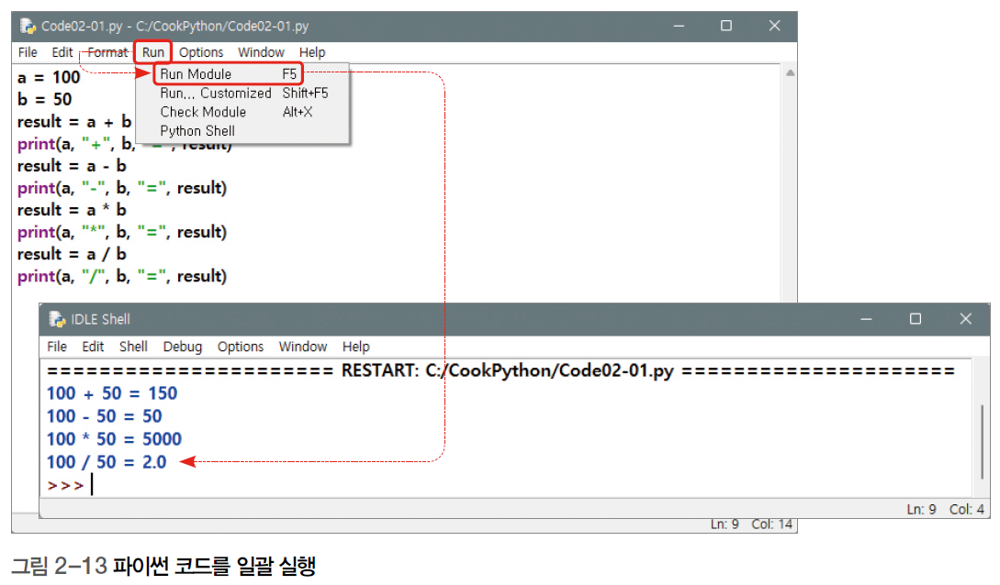 Code02-01.py - C:/CookPython/Code02-01.py
File Edit Format Run Options Window Help
Run Module F5
Run... Customized Shift+F5
Check Module Alt+X
Python Shell
a = 100
b = 50
result = a + b
print(a, "+", b, "=", result)
result = a - b
print(a, "-", b, "=", result)
result = a * b
print(a, "*", b, "=", result)
result = a / b
print(a, "/", b, "=", result)
IDLE Shell
File Edit Shell Debug Options Window Help
====================== RESTART: C:/CookPython/Code02-01.py =====================
100 + 50 = 150
100 - 50 = 50
100 * 50 = 5000
100 / 50 = 2.0
>>>
Ln: 9 Col: 4
Ln: 9 Col: 14
그림 2-13 파이썬 코드를 일괄 실행